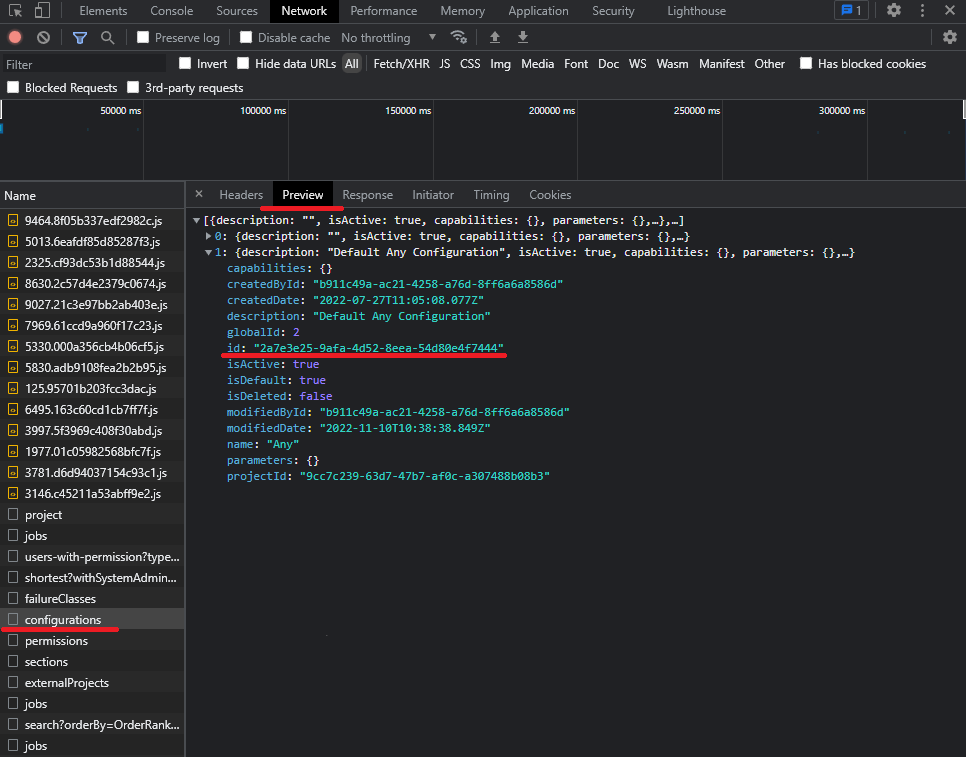 Elements Console Sources Network Performance Memory Application Security Lighthouse 1
Preserve log Disable cache No throttling
Filter Invert Hide data URLs All Fetch/XHR JS CSS Img Media Font Doc WS Wasm Manifest Other Has blocked cookies
Blocked Requests 3rd-party requests
50000 ms 100000 ms 150000 ms 200000 ms 250000 ms 300000 ms
Name
9464.8f05b337edf2982c.js
5013.6eafdf85d85287f3.js
2325.cf93dc53b1d88544.js
8630.2c57d4e2379c0674.js
9027.21c3e97bb2ab403e.js
7969.61ccd9a960f17c23.js
5330.000a356cb4b06cf5.js
5830.adb9108fea2b2b95.js
125.95701b203fcc3dac.js
6495.163c60cd1cb7ff7f.js
3997.5f3969c408f30abd.js
1977.01c05982568bfc7f.js
3781.d6d94037154c93c1.js
3146.c45211a53abff9e2.js
project
jobs
users-with-permission?type...
shortest?withSystemAdmin...
failureClasses
configurations
permissions
sections
externalProjects
jobs
search?orderBy=OrderRank...
jobs
× Headers Preview Response Initiator Timing Cookies
▼[{description: "", isActive: true, capabilities: {}, parameters: {},…},…]
▶0: {description: "", isActive: true, capabilities: {}, parameters: {},…}
▼1: {description: "Default Any Configuration", isActive: true, capabilities: {}, parameters: {},…}
capabilities: {}
createdById: "b911c49a-ac21-4258-a76d-8ff6a6a8586d"
createdDate: "2022-07-27T11:05:08.077Z"
description: "Default Any Configuration"
globalId: 2
id: "2a7e3e25-9afa-4d52-8eea-54d80e4f7444"
isActive: true
isDefault: true
isDeleted: false
modifiedById: "b911c49a-ac21-4258-a76d-8ff6a6a8586d"
modifiedDate: "2022-11-10T10:38:38.849Z"
name: "Any"
parameters: {}
projectId: "9cc7c239-63d7-47b7-af0c-a307488b08b3"